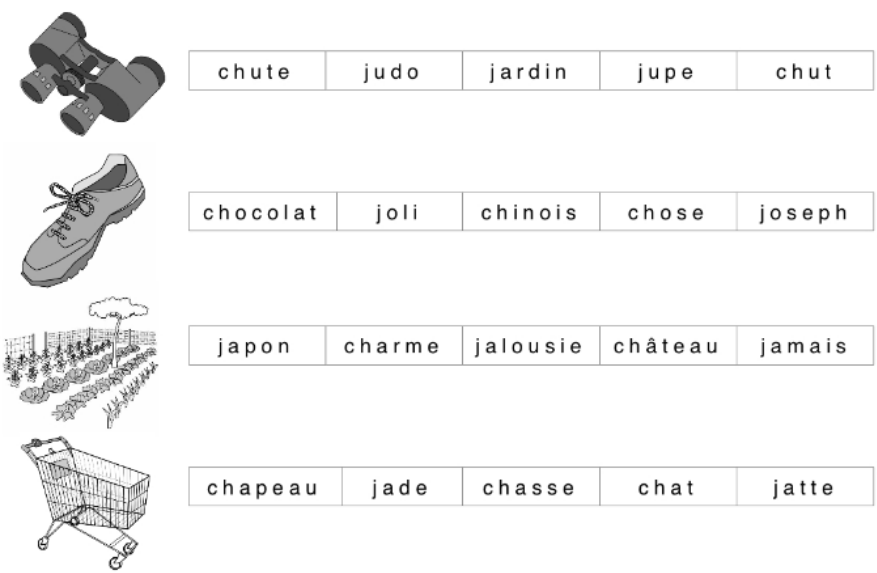 chute judo jardin jupe chut
chocolat joli chinois chose joseph
japon charme jalousie château jamais
chapeau jade chasse chat jatte